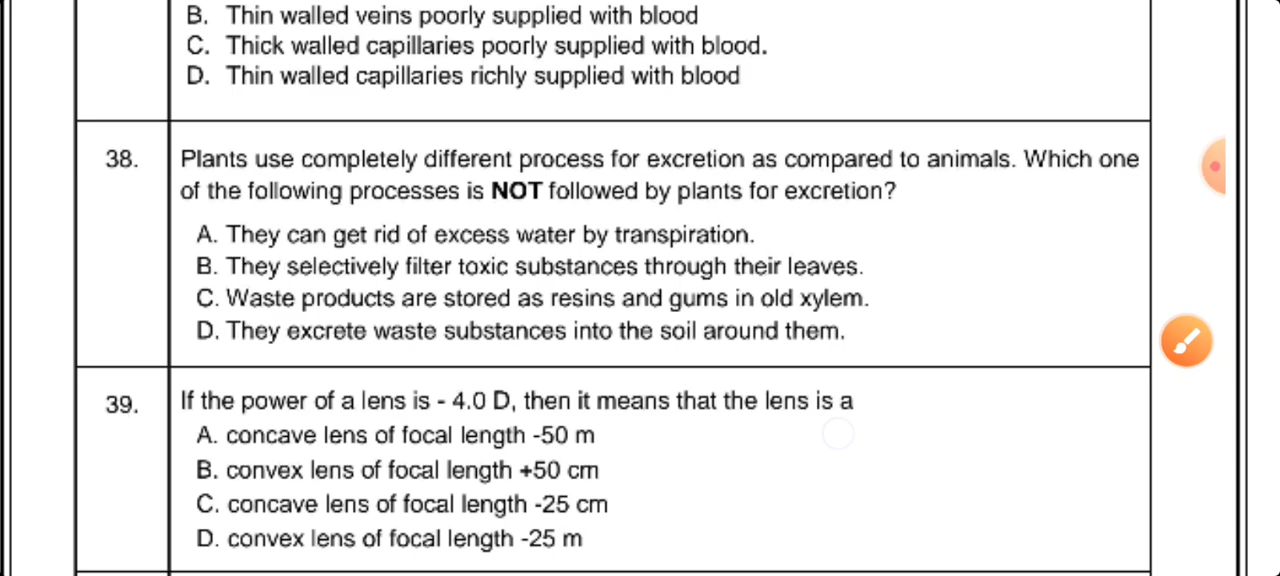 B. Thin walled veins poorly supplied with blood
C. Thick walled capillaries poorly supplied with blood.
D. Thin walled capillaries richly supplied with blood
38.
Plants use completely different process for excretion as compared to animals. Which one
of the following processes is NOT followed by plants for excretion?
A. They can get rid of excess water by transpiration.
B. They selectively filter toxic substances through their leaves.
C. Waste products are stored as resins and gums in old xylem.
D. They excrete waste substances into the soil around them.
39.
If the power of a lens is - 4.0 D, then it means that the lens is a
A. concave lens of focal length -50 m
B. convex lens of focal length +50 cm
C. concave lens of focal length -25 cm
D. convex lens of focal length -25 m